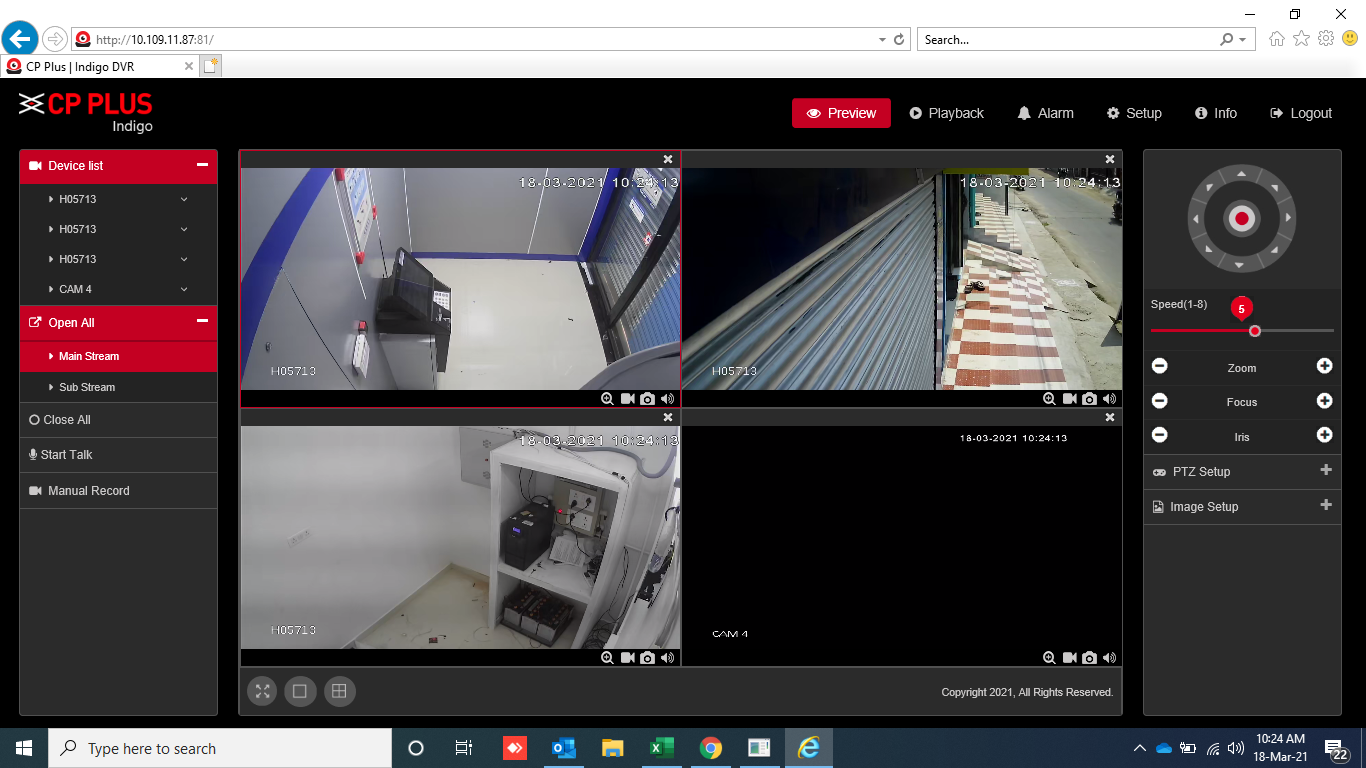 http://10.109.11.87:81/
Search...
CP Plus | Indigo DVR
CP PLUS
Indigo
Preview
Playback
Alarm
Setup
Info
Logout
Device list
H05713
H05713
H05713
CAM 4
Open All
Main Stream
Sub Stream
Close All
Start Talk
Manual Record
18-03-2021 10:24:13
H05713
18-03-2021 10:24:13
H05713
18-03-2021 10:24:13
H05713
18-03-2021 10:24:13
CAM 4
Copyright 2021, All Rights Reserved.
Speed(1-8)
5
Zoom
Focus
Iris
PTZ Setup
Image Setup
Type here to search
10:24 AM
18-Mar-21
22